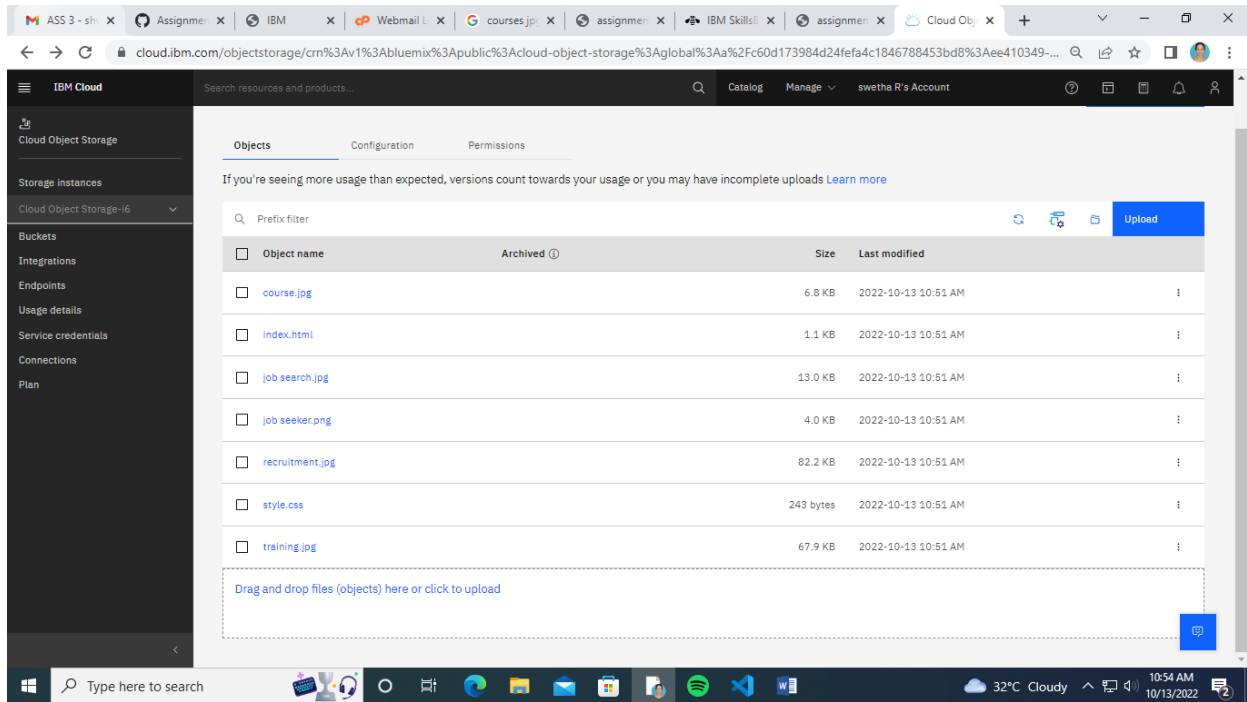 ASS 3 - shw
Assignmen
IBM
Webmail L
courses jpg
assignmen
IBM SkillsB
assignmen
Cloud Obj
cloud.ibm.com/objectstorage/crn%3Av1%3Abluemix%3Apublic%3Acloud-object-storage%3Aglobal%3Aa%2Fc60d173984d24fefa4c1846788453bd8%3Aee410349-...
IBM Cloud
Search resources and products...
Catalog
Manage
swetha R's Account
Cloud Object Storage
Storage instances
Cloud Object Storage-i6
Buckets
Integrations
Endpoints
Usage details
Service credentials
Connections
Plan
Objects Configuration Permissions
If you're seeing more usage than expected, versions count towards your usage or you may have incomplete uploads Learn more
Prefix filter Upload
Object name Archived Size Last modified
course.jpg 6.8 KB 2022-10-13 10:51 AM
index.html 1.1 KB 2022-10-13 10:51 AM
job search.jpg 13.0 KB 2022-10-13 10:51 AM
job seeker.png 4.0 KB 2022-10-13 10:51 AM
recruitment.jpg 82.2 KB 2022-10-13 10:51 AM
style.css 243 bytes 2022-10-13 10:51 AM
training.jpg 67.9 KB 2022-10-13 10:51 AM
Drag and drop files (objects) here or click to upload
Type here to search
32°C Cloudy
10:54 AM
10/13/2022
2